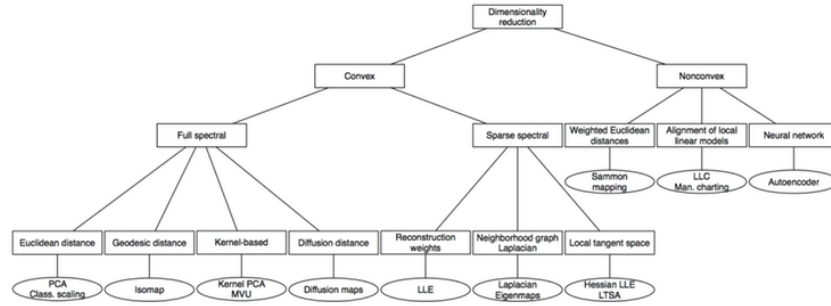 Dimensionality
reduction
Convex
Nonconvex
Full spectral
Sparse spectral
Weighted Euclidean
distances
Alignment of local
linear models
Neural network
Sammon
mapping
LLC
Man. charting
Autoencoder
Euclidean distance
Geodesic distance
Kernel-based
Diffusion distance
Reconstruction
weights
Neighborhood graph
Laplacian
Local tangent space
PCA
Class. scaling
Isomap
Kernel PCA
MVU
Diffusion maps
LLE
Laplacian
Eigenmaps
Hessian LLE
LTSA